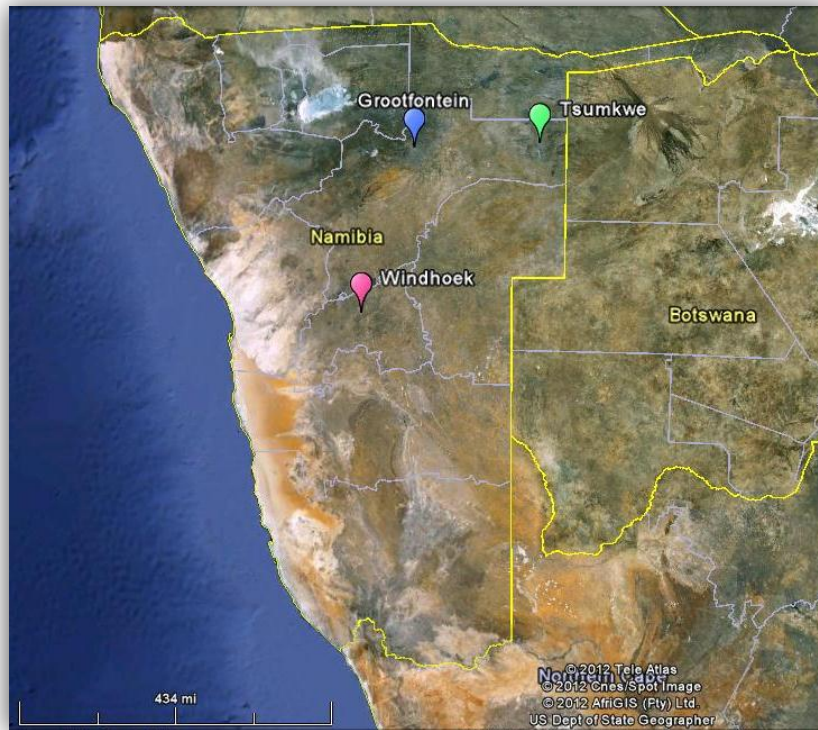 Grootfontein
Tsumkwe
Namibia
Windhoek
Botswana
434 mi
Northern Cape
© 2012 Tele Atlas
© 2012 Cnes/Spot Image
© 2012 AfriGIS (Pty) Ltd.
US Dept of State Geographer